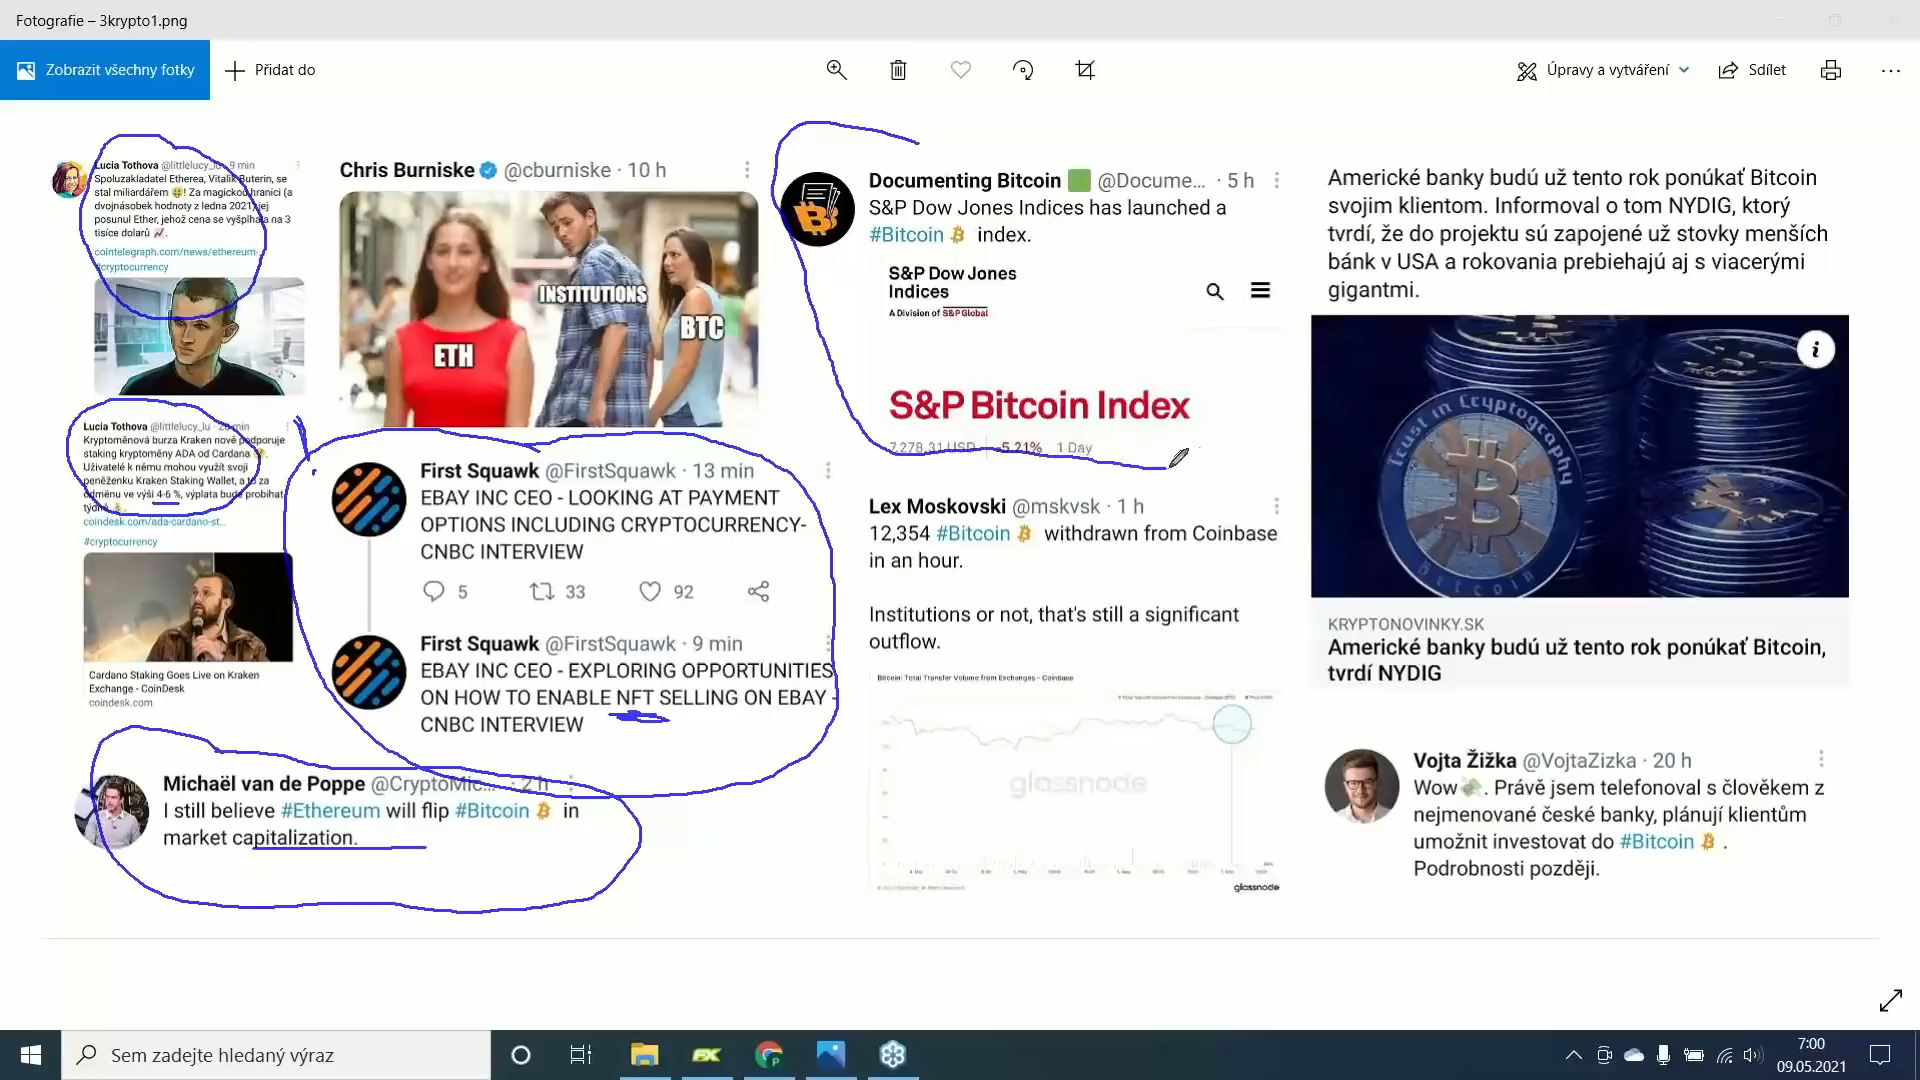 Fotografie – 3krypto1.png
Zobrazit všechny fotky
Přidat do
Úpravy a vytváření
Sdílet
Lucia Tothova @littlelucy_lu · 9 min
Spoluzakladatel Etherea, Vitalik Buterin, se
stal miliardářem 🤑! Za magickou hranici (a
dvojnásobek hodnoty z ledna 2021) jej
posunul Ether, jehož cena se vyšplhala na 3
tisíce dolarů 📈.
cointelegraph.com/news/ethereum-
#cryptocurrency
Lucia Tothova @littlelucy_lu · 20 min
Kryptoměnová burza Kraken nově podporuje
staking kryptoměny ADA od Cardana
Uživatelé k němu mohou využít svoji
peněženku Kraken Staking Wallet, a to za
odměnu ve výši 4-6 %, výplata bude probíhat
týdně
coindesk.com/ada-cardano-st...
#cryptocurrency
Cardano Staking Goes Live on Kraken
Exchange - CoinDesk
coindesk.com
Chris Burniske @cburniske · 10 h
INSTITUTIONS
BTC
ETH
First Squawk @FirstSquawk · 13 min
EBAY INC CEO - LOOKING AT PAYMENT
OPTIONS INCLUDING CRYPTOCURRENCY-
CNBC INTERVIEW
5 33 92
First Squawk @FirstSquawk · 9 min
EBAY INC CEO - EXPLORING OPPORTUNITIES
ON HOW TO ENABLE NFT SELLING ON EBAY -
CNBC INTERVIEW
Michaël van de Poppe @CryptoMic... · 2 h
I still believe #Ethereum will flip #Bitcoin in
market capitalization.
Documenting Bitcoin 🟩 @Docume... · 5 h
S&P Dow Jones Indices has launched a
#Bitcoin index.
S&P Dow Jones
Indices
A Division of S&P Global
S&P Bitcoin Index
7,278.31 USD -5.21% 1 Day
Lex Moskovski @mskvsk · 1 h
12,354 #Bitcoin withdrawn from Coinbase
in an hour.
Institutions or not, that's still a significant
outflow.
Bitcoin: Total Transfer Volume from Exchanges - Coinbase
glassnode
glassnode
Americké banky budú už tento rok ponúkať Bitcoin
svojim klientom. Informoval o tom NYDIG, ktorý
tvrdí, že do projektu sú zapojené už stovky menších
bánk v USA a rokovania prebiehajú aj s viacerými
gigantmi.
Trust in Cryptography
Bitcoin
KRYPTONOVINKY.SK
Americké banky budú už tento rok ponúkať Bitcoin,
tvrdí NYDIG
Vojta Žižka @VojtaZizka · 20 h
Wow💸. Právě jsem telefonoval s člověkem z
nejmenované české banky, plánují klientům
umožnit investovat do #Bitcoin .
Podrobnosti později.
Sem zadejte hledaný výraz
FX
P
7:00
09.05.2021